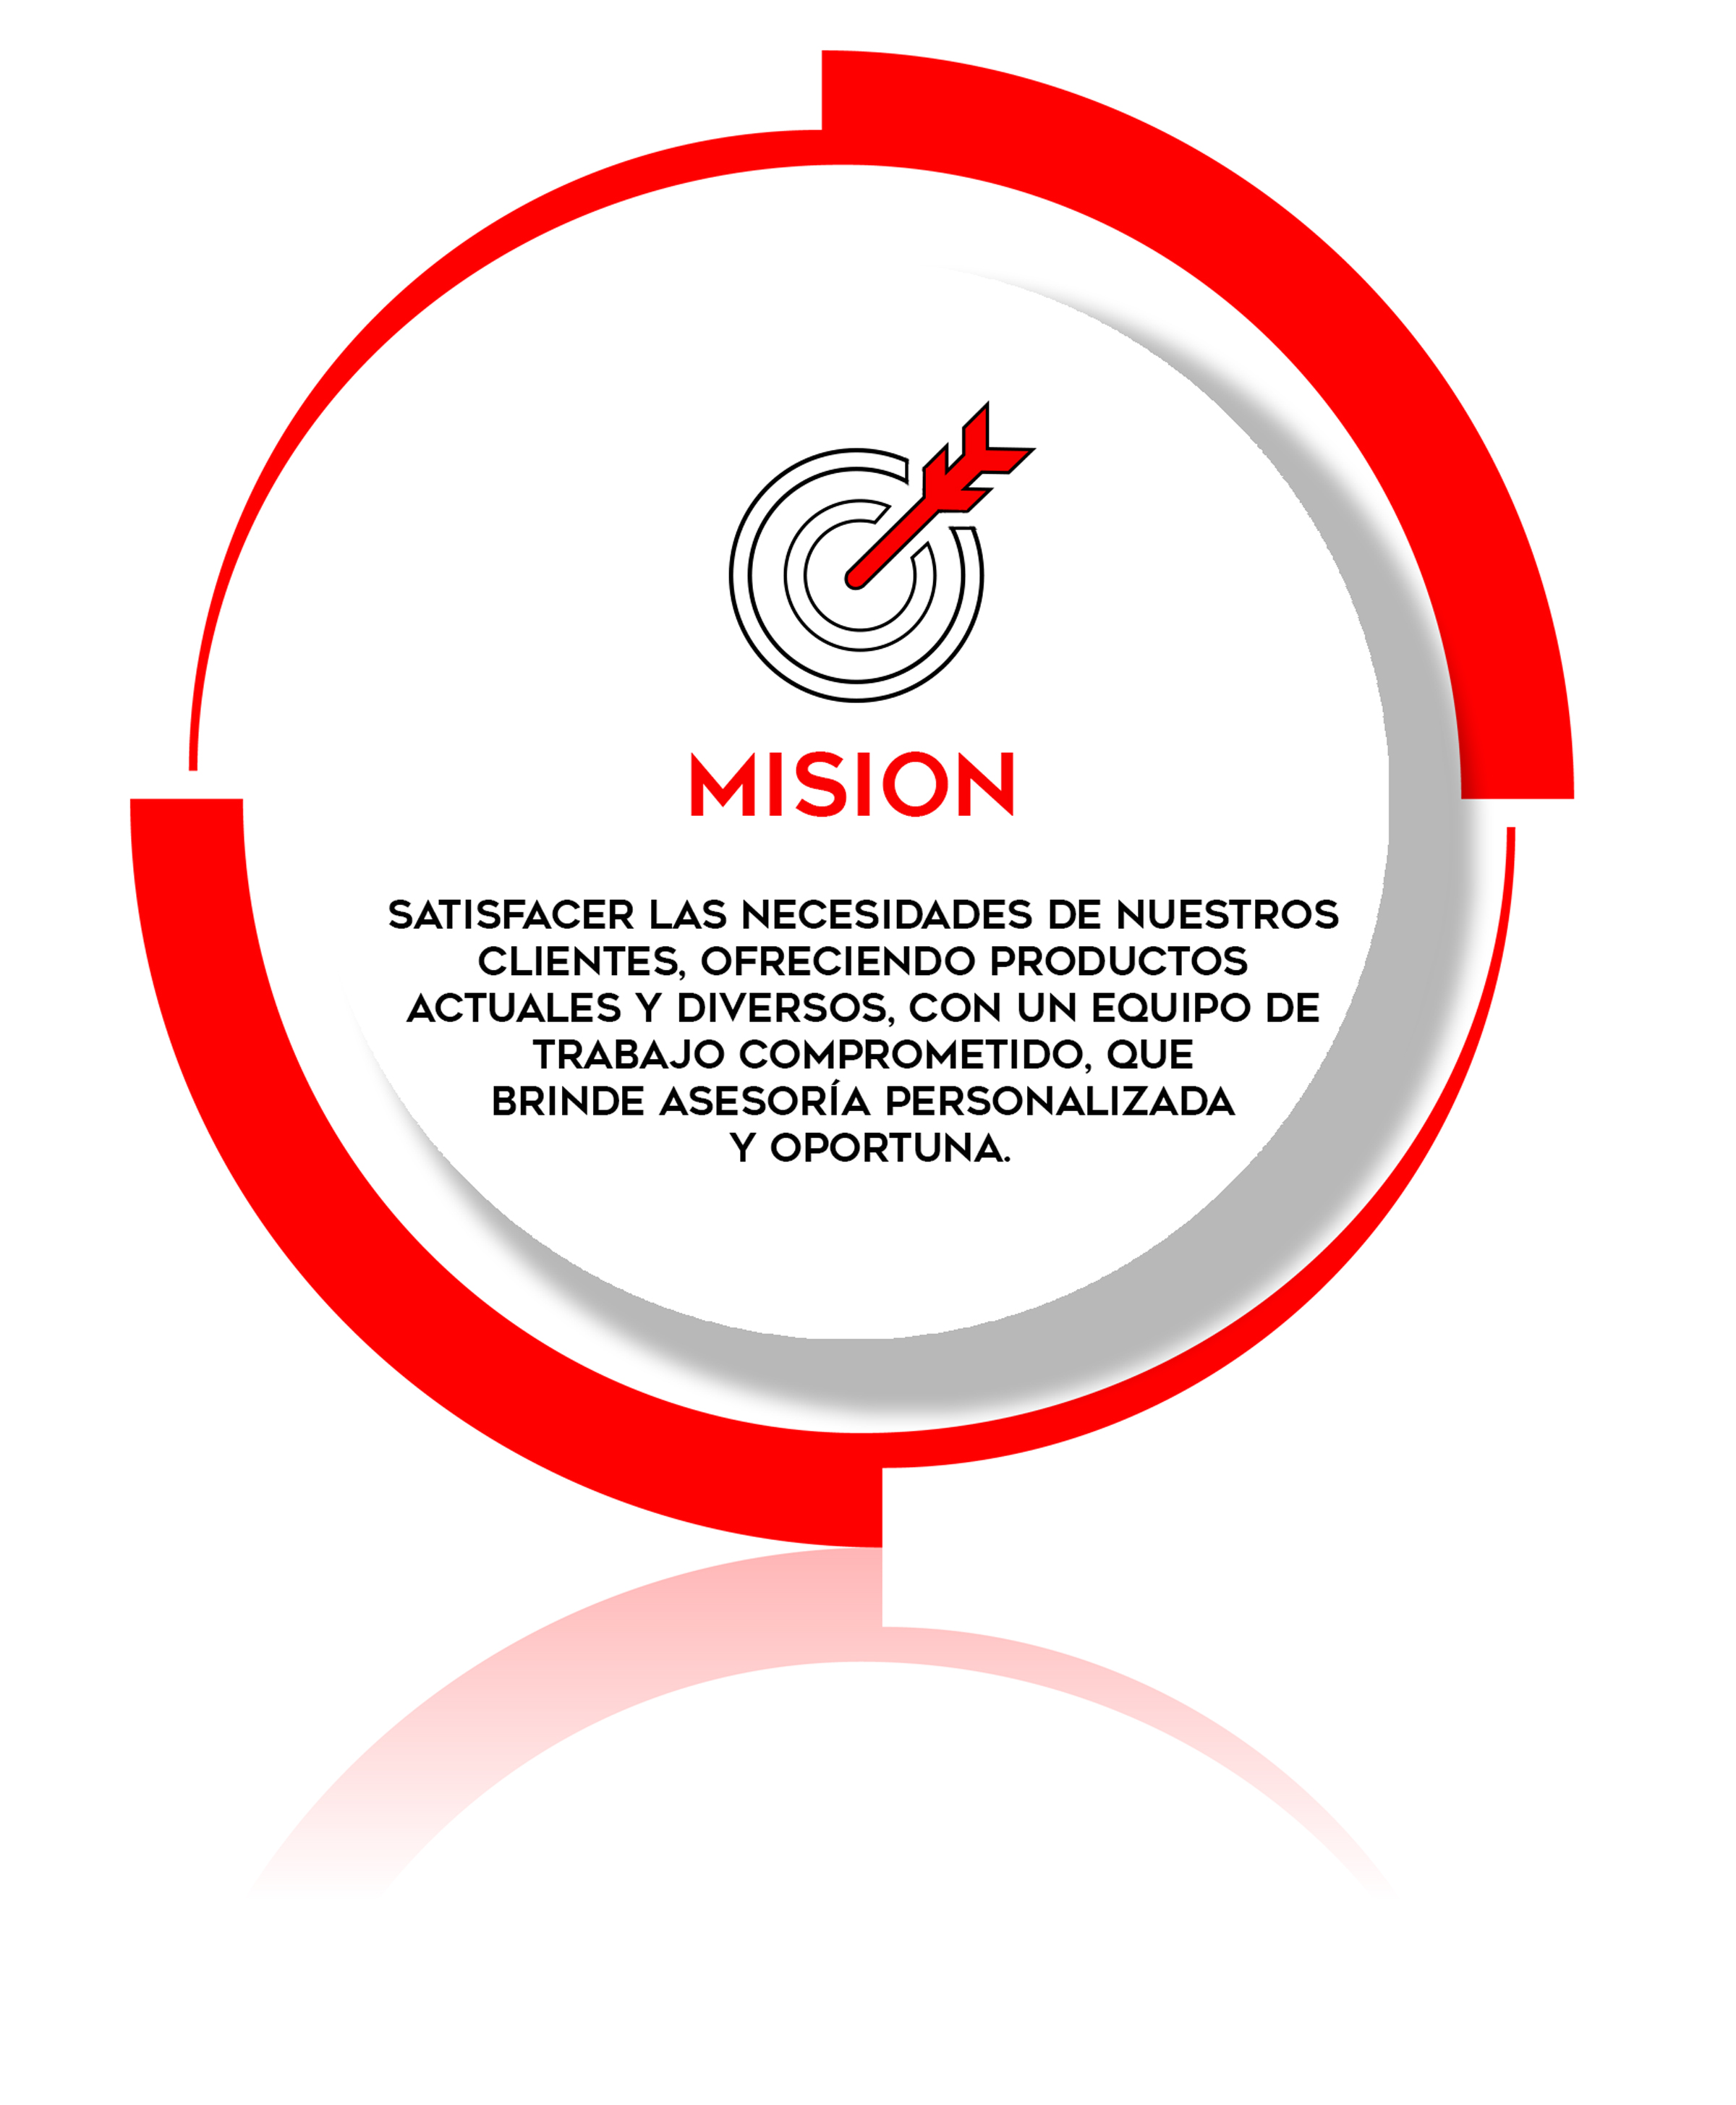 MISION
SATISFACER LAS NECESIDADES DE NUESTROS
CLIENTES, OFRECIENDO PRODUCTOS
ACTUALES Y DIVERSOS, CON UN EQUIPO DE
TRABAJO COMPROMETIDO, QUE
BRINDE ASESORÍA PERSONALIZADA
Y OPORTUNA.